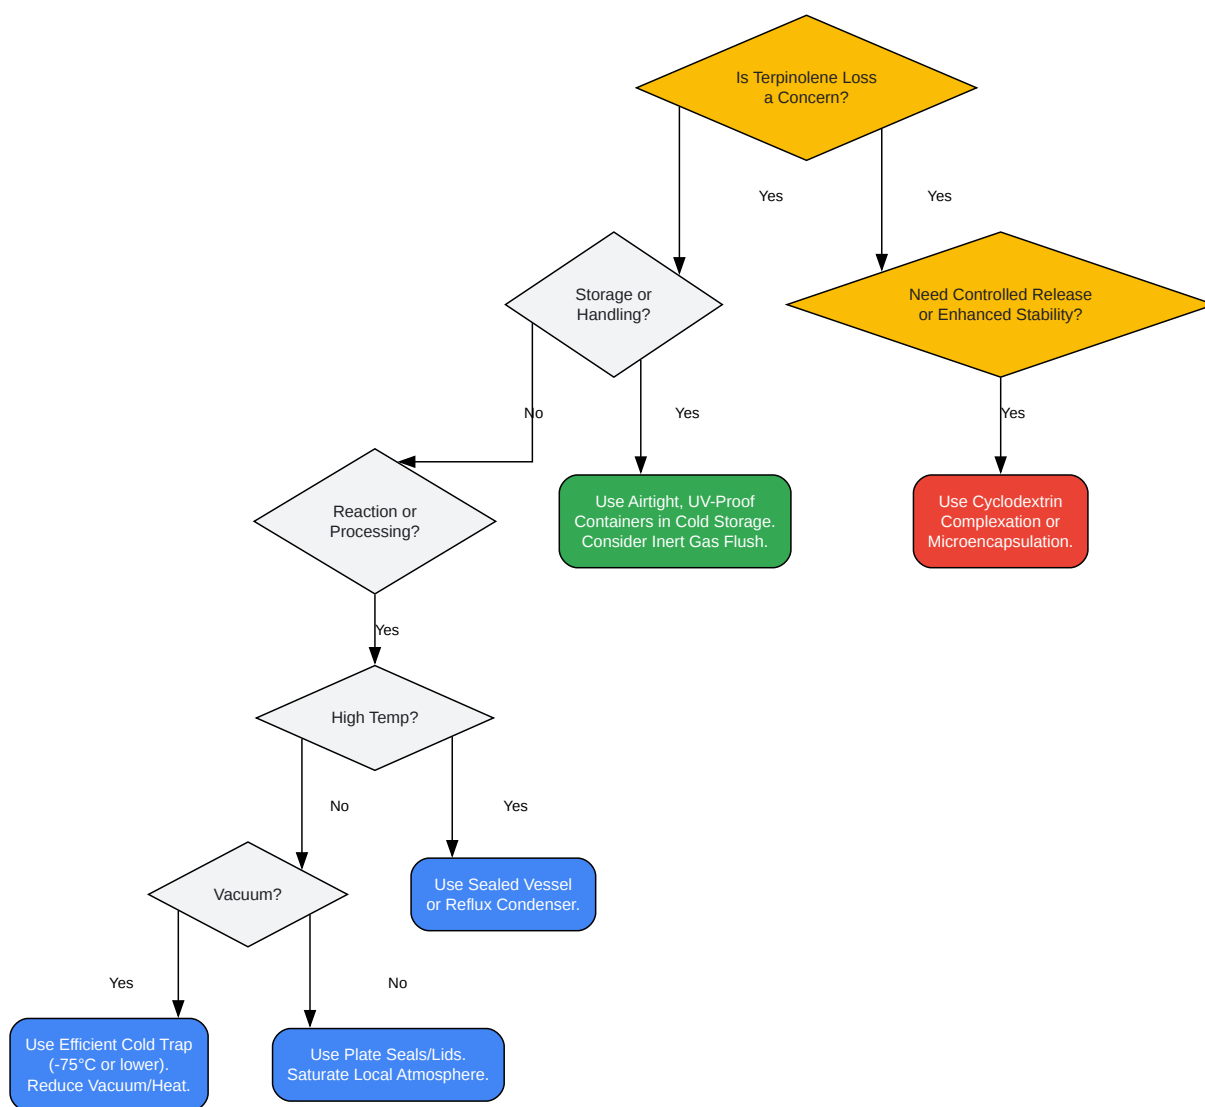 Is Terpinolene Loss
a Concern?
Yes
Yes
Storage or
Handling?
Need Controlled Release
or Enhanced Stability?
No
Yes
Yes
Reaction or
Processing?
Use Airtight, UV-Proof
Containers in Cold Storage.
Consider Inert Gas Flush.
Use Cyclodextrin
Complexation or
Microencapsulation.
Yes
High Temp?
No
Yes
Vacuum?
Use Sealed Vessel
or Reflux Condenser.
Yes
No
Use Efficient Cold Trap
(-75°C or lower).
Reduce Vacuum/Heat.
Use Plate Seals/Lids.
Saturate Local Atmosphere.